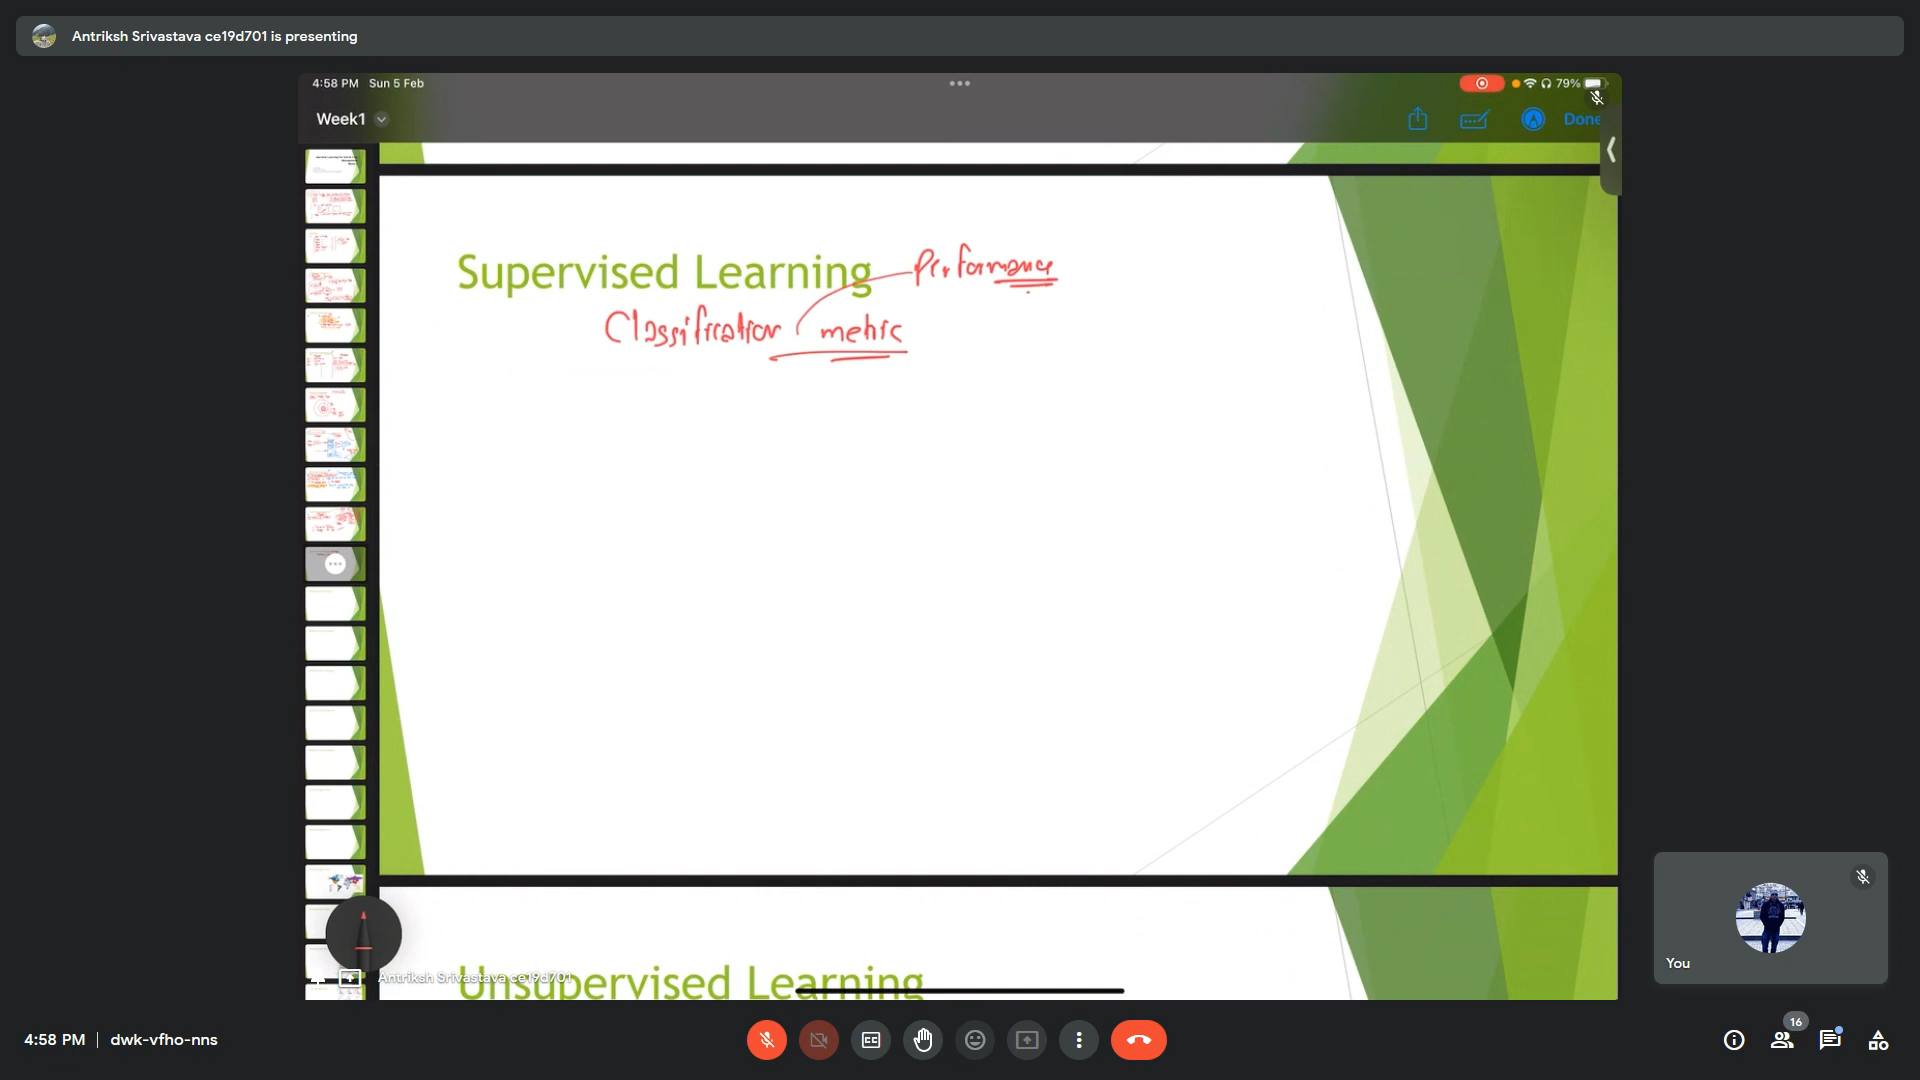 Antriksh Srivastava ce19d701 is presenting
4:58 PM Sun 5 Feb
79%
Week1
Done
Supervised Learning
Performance
Classification metric
Unsupervised Learning
Antriksh Srivastava ce19d701
You
4:58 PM | dwk-vfho-nns
CC
16